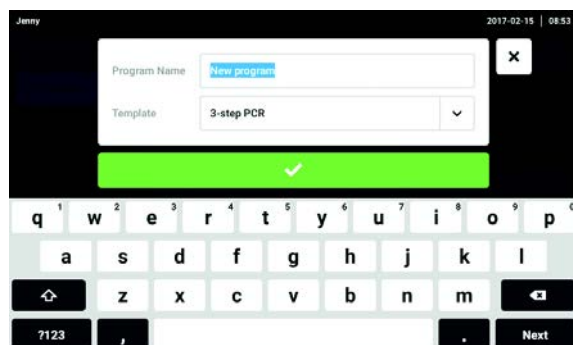 Jenny 2017-02-15 | 08:53
Program Name New program
Template 3-step PCR
q 1 w 2 e 3 r 4 t 5 y 6 u 7 i 8 o 9 p 0
a s d f g h j k l
z x c v b n m
?123 , . Next